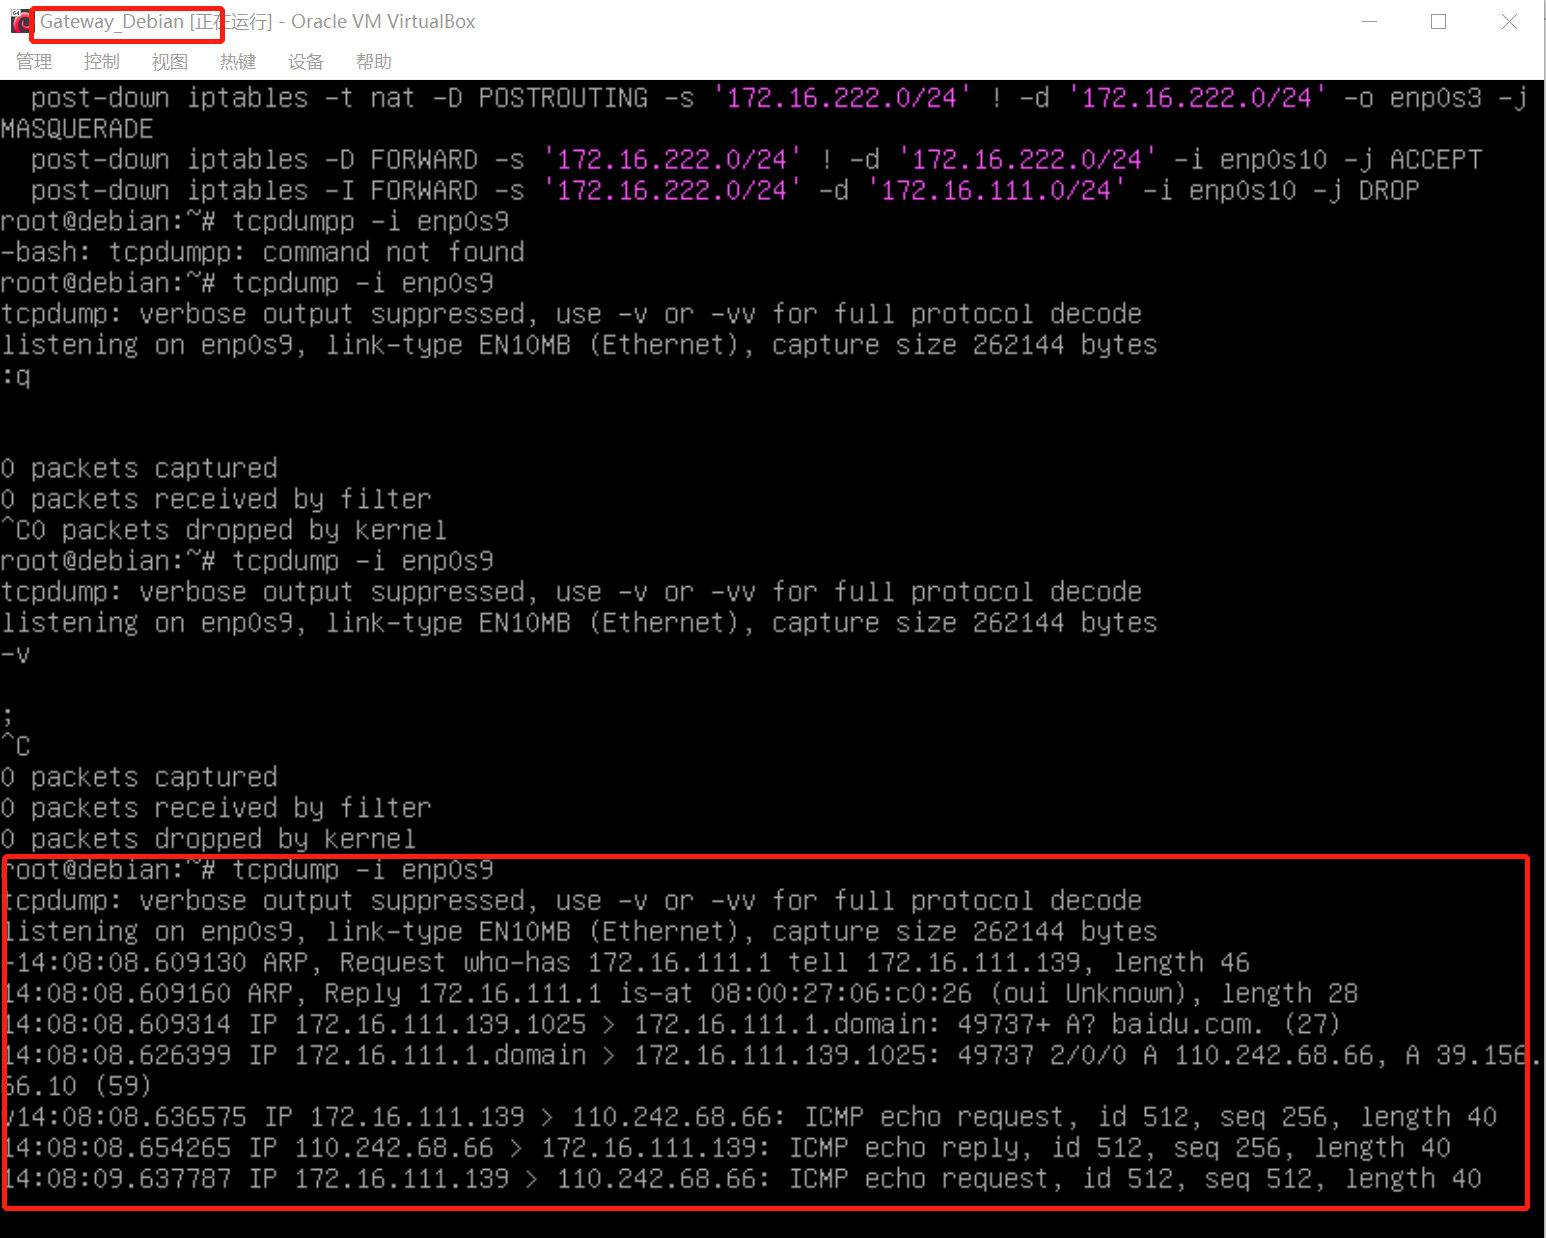 Gateway_Debian [正在运行] - Oracle VM VirtualBox
管理 控制 视图 热键 设备 帮助
post-down iptables -t nat -D POSTROUTING -s '172.16.222.0/24' ! -d '172.16.222.0/24' -o enp0s3 -j
MASQUERADE
post-down iptables -D FORWARD -s '172.16.222.0/24' ! -d '172.16.222.0/24' -i enp0s10 -j ACCEPT
post-down iptables -I FORWARD -s '172.16.222.0/24' -d '172.16.111.0/24' -i enp0s10 -j DROP
root@debian:~# tcpdumpp -i enp0s9
-bash: tcpdumpp: command not found
root@debian:~# tcpdump -i enp0s9
tcpdump: verbose output suppressed, use -v or -vv for full protocol decode
listening on enp0s9, link-type EN10MB (Ethernet), capture size 262144 bytes
:q
0 packets captured
0 packets received by filter
^C0 packets dropped by kernel
root@debian:~# tcpdump -i enp0s9
tcpdump: verbose output suppressed, use -v or -vv for full protocol decode
listening on enp0s9, link-type EN10MB (Ethernet), capture size 262144 bytes
-v
;
^C
0 packets captured
0 packets received by filter
0 packets dropped by kernel
root@debian:~# tcpdump -i enp0s9
tcpdump: verbose output suppressed, use -v or -vv for full protocol decode
listening on enp0s9, link-type EN10MB (Ethernet), capture size 262144 bytes
-14:08:08.609130 ARP, Request who-has 172.16.111.1 tell 172.16.111.139, length 46
14:08:08.609160 ARP, Reply 172.16.111.1 is-at 08:00:27:06:c0:26 (oui Unknown), length 28
14:08:08.609314 IP 172.16.111.139.1025 > 172.16.111.1.domain: 49737+ A? baidu.com. (27)
14:08:08.626399 IP 172.16.111.1.domain > 172.16.111.139.1025: 49737 2/0/0 A 110.242.68.66, A 39.156.
66.10 (59)
v14:08:08.636575 IP 172.16.111.139 > 110.242.68.66: ICMP echo request, id 512, seq 256, length 40
14:08:08.654265 IP 110.242.68.66 > 172.16.111.139: ICMP echo reply, id 512, seq 256, length 40
14:08:09.637787 IP 172.16.111.139 > 110.242.68.66: ICMP echo request, id 512, seq 512, length 40